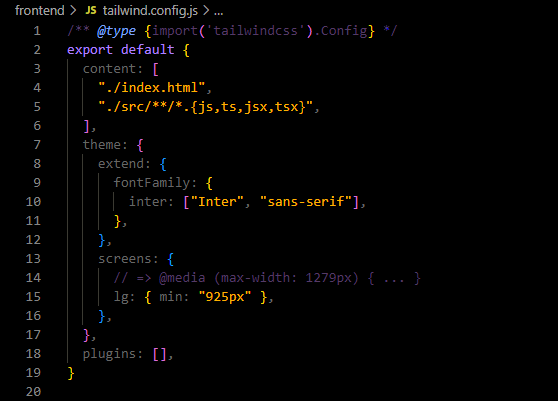 frontend > JS tailwind.config.js > ...
1 /** @type {import('tailwindcss').Config} */
2 export default {
3 content: [
4 "./index.html",
5 "./src/**/*.{js,ts,jsx,tsx}",
6 ],
7 theme: {
8 extend: {
9 fontFamily: {
10 inter: ["Inter", "sans-serif"],
11 },
12 },
13 screens: {
14 // => @media (max-width: 1279px) { ... }
15 lg: { min: "925px" },
16 },
17 },
18 plugins: [],
19 }
20